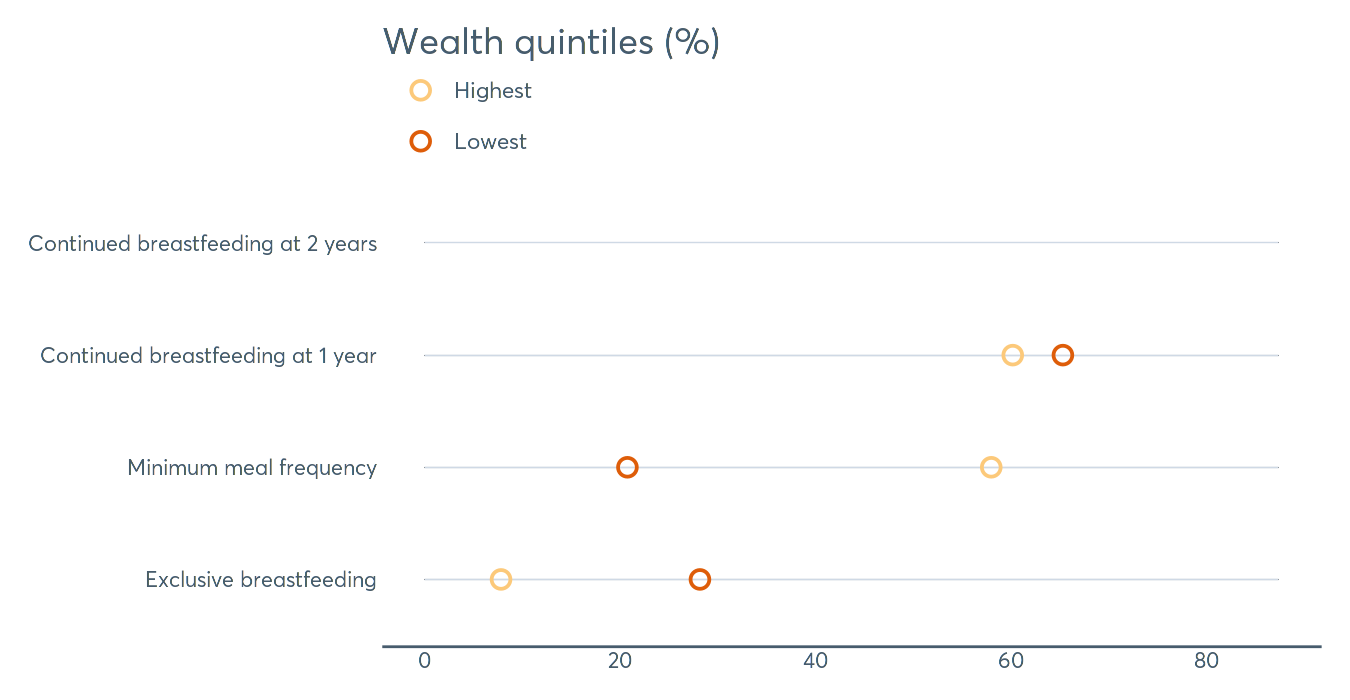 Wealth quintiles (%)
Highest
Lowest
Continued breastfeeding at 2 years
Continued breastfeeding at 1 year
Minimum meal frequency
Exclusive breastfeeding
0 20 40 60 80